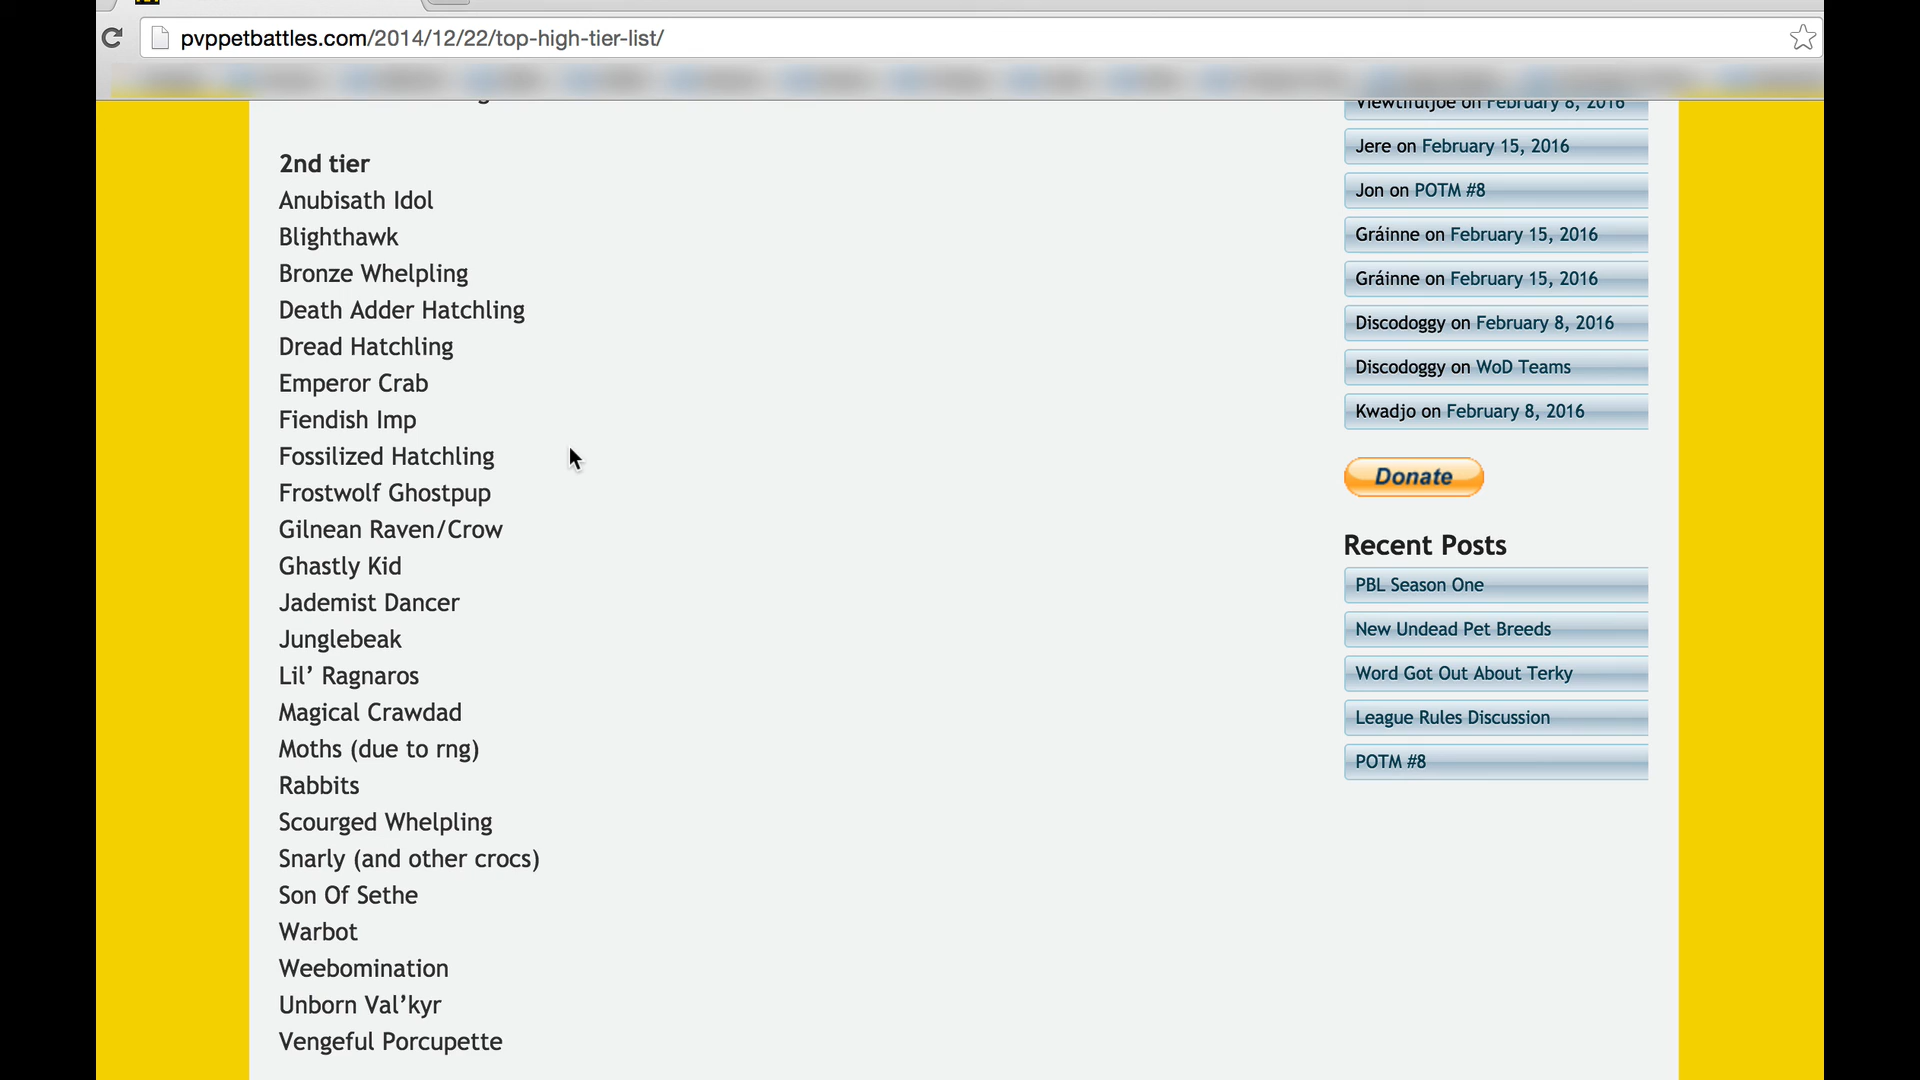 pvppetbattles.com/2014/12/22/top-high-tier-list/
2nd tier
Anubisath Idol
Blighthawk
Bronze Whelpling
Death Adder Hatchling
Dread Hatchling
Emperor Crab
Fiendish Imp
Fossilized Hatchling
Frostwolf Ghostpup
Gilnean Raven/Crow
Ghastly Kid
Jademist Dancer
Junglebeak
Lil’ Ragnaros
Magical Crawdad
Moths (due to rng)
Rabbits
Scourged Whelpling
Snarly (and other crocs)
Son Of Sethe
Warbot
Weebomination
Unborn Val’kyr
Vengeful Porcupette
Viewtifuljoe on February 8, 2016
Jere on February 15, 2016
Jon on POTM #8
Gráinne on February 15, 2016
Gráinne on February 15, 2016
Discodoggy on February 8, 2016
Discodoggy on WoD Teams
Kwadjo on February 8, 2016
Donate
Recent Posts
PBL Season One
New Undead Pet Breeds
Word Got Out About Terky
League Rules Discussion
POTM #8